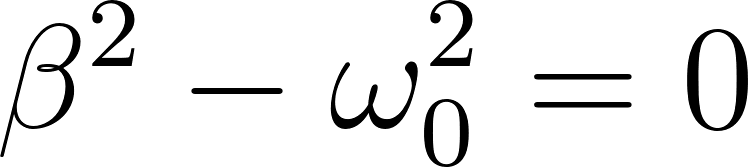 β² − ω₀² = 0